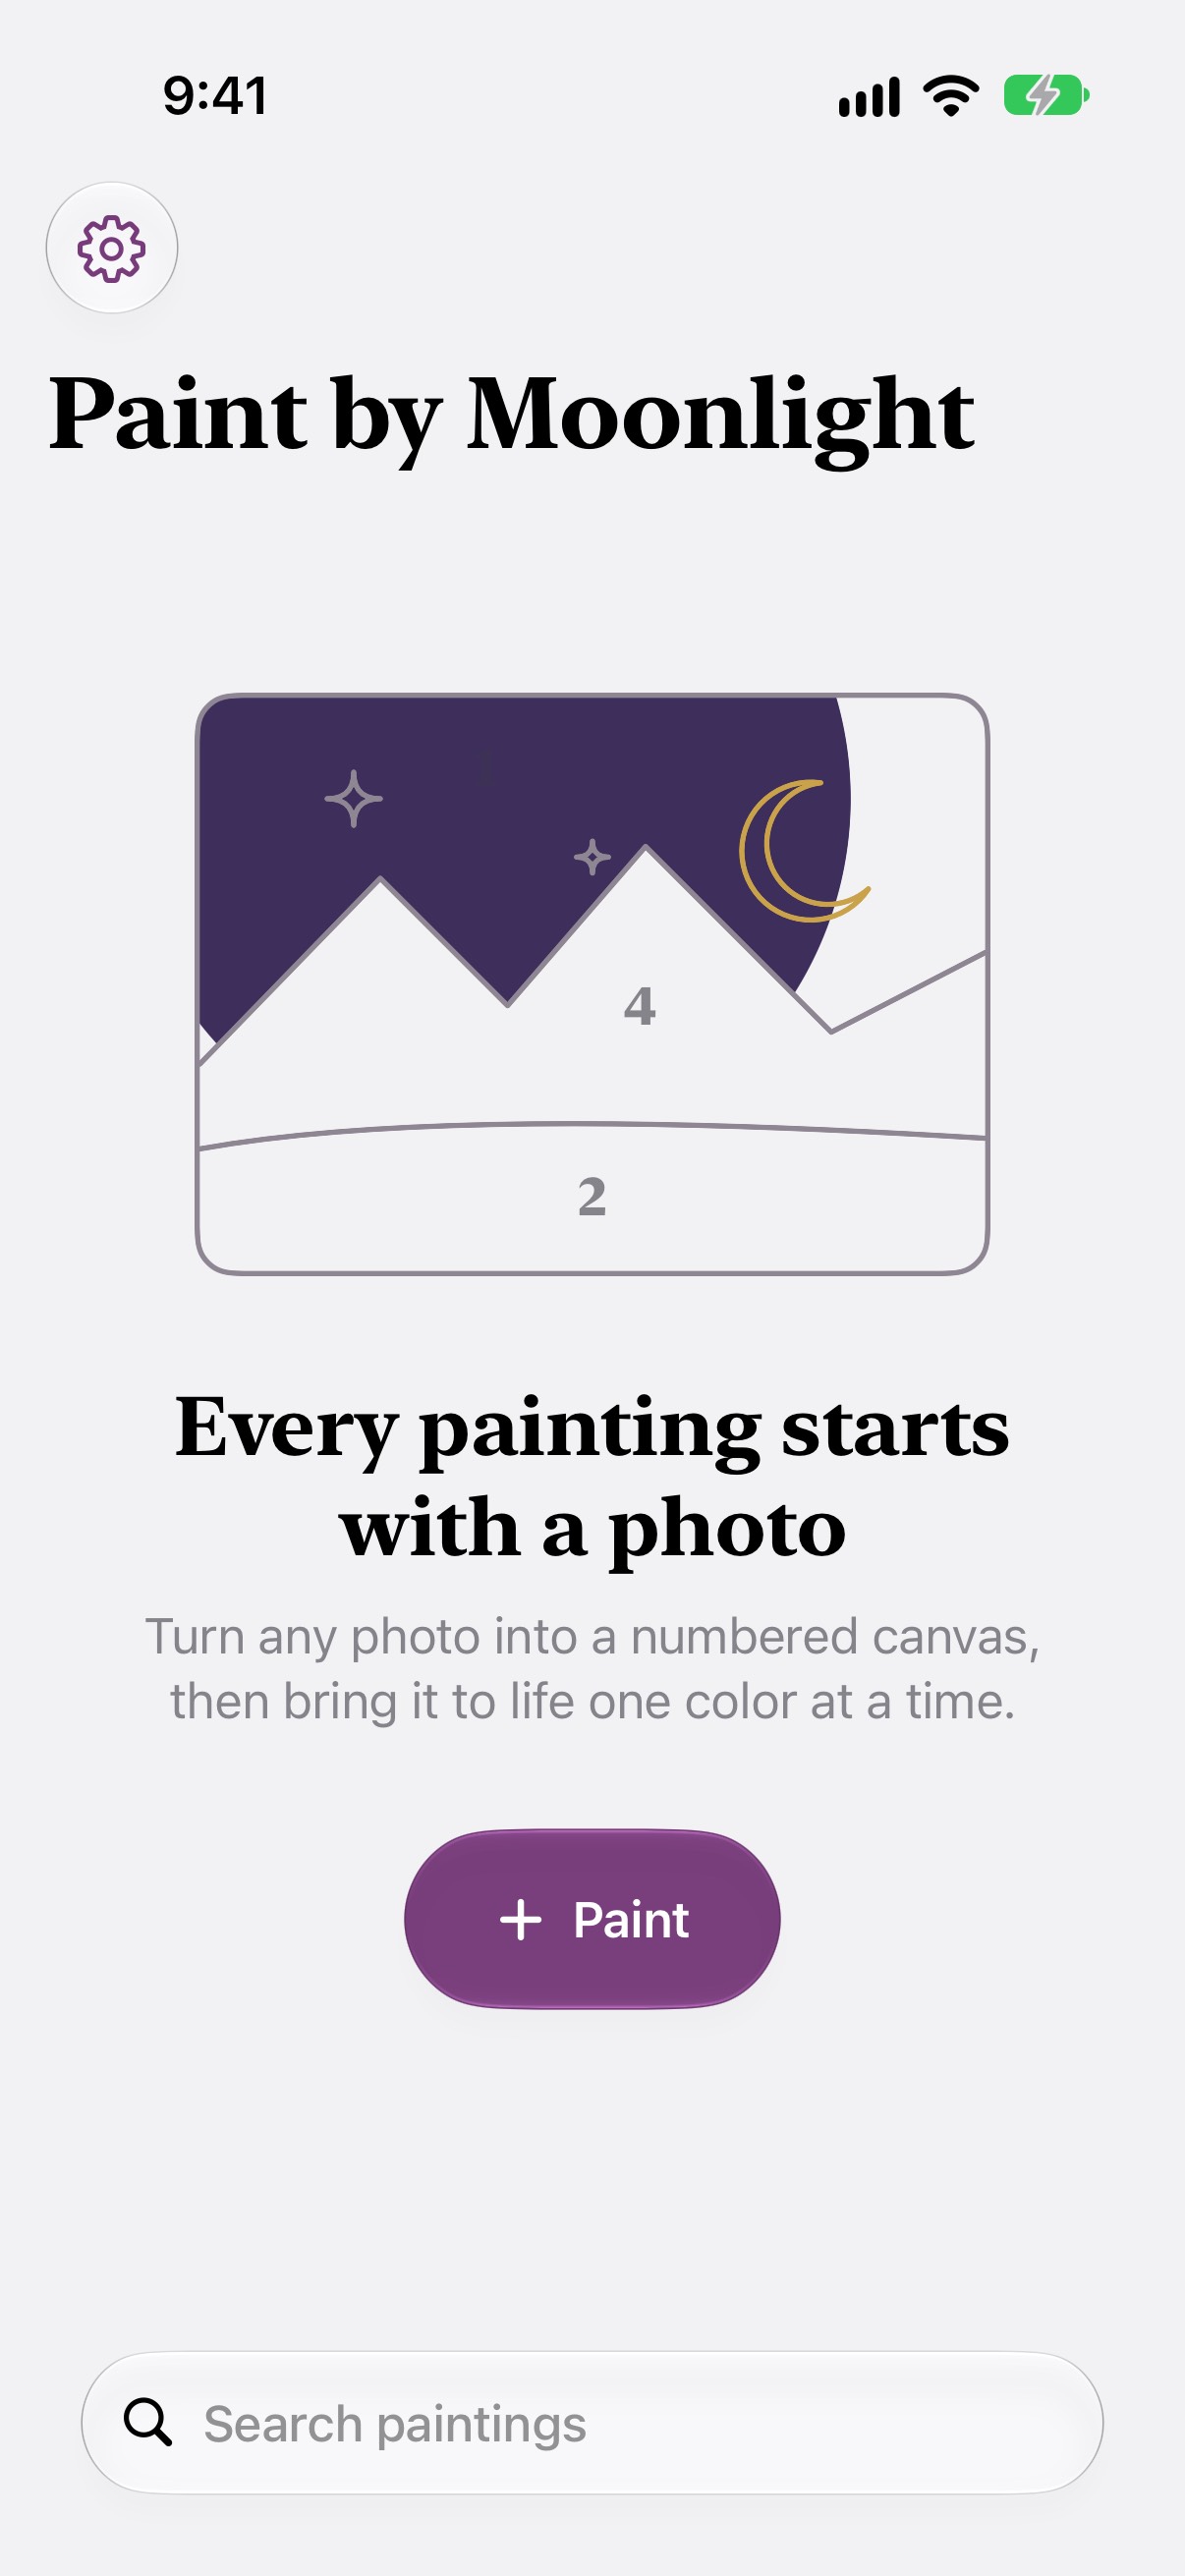 9:41
Paint by Moonlight
4
2
Every painting starts
with a photo
Turn any photo into a numbered canvas,
then bring it to life one color at a time.
+ Paint
Search paintings